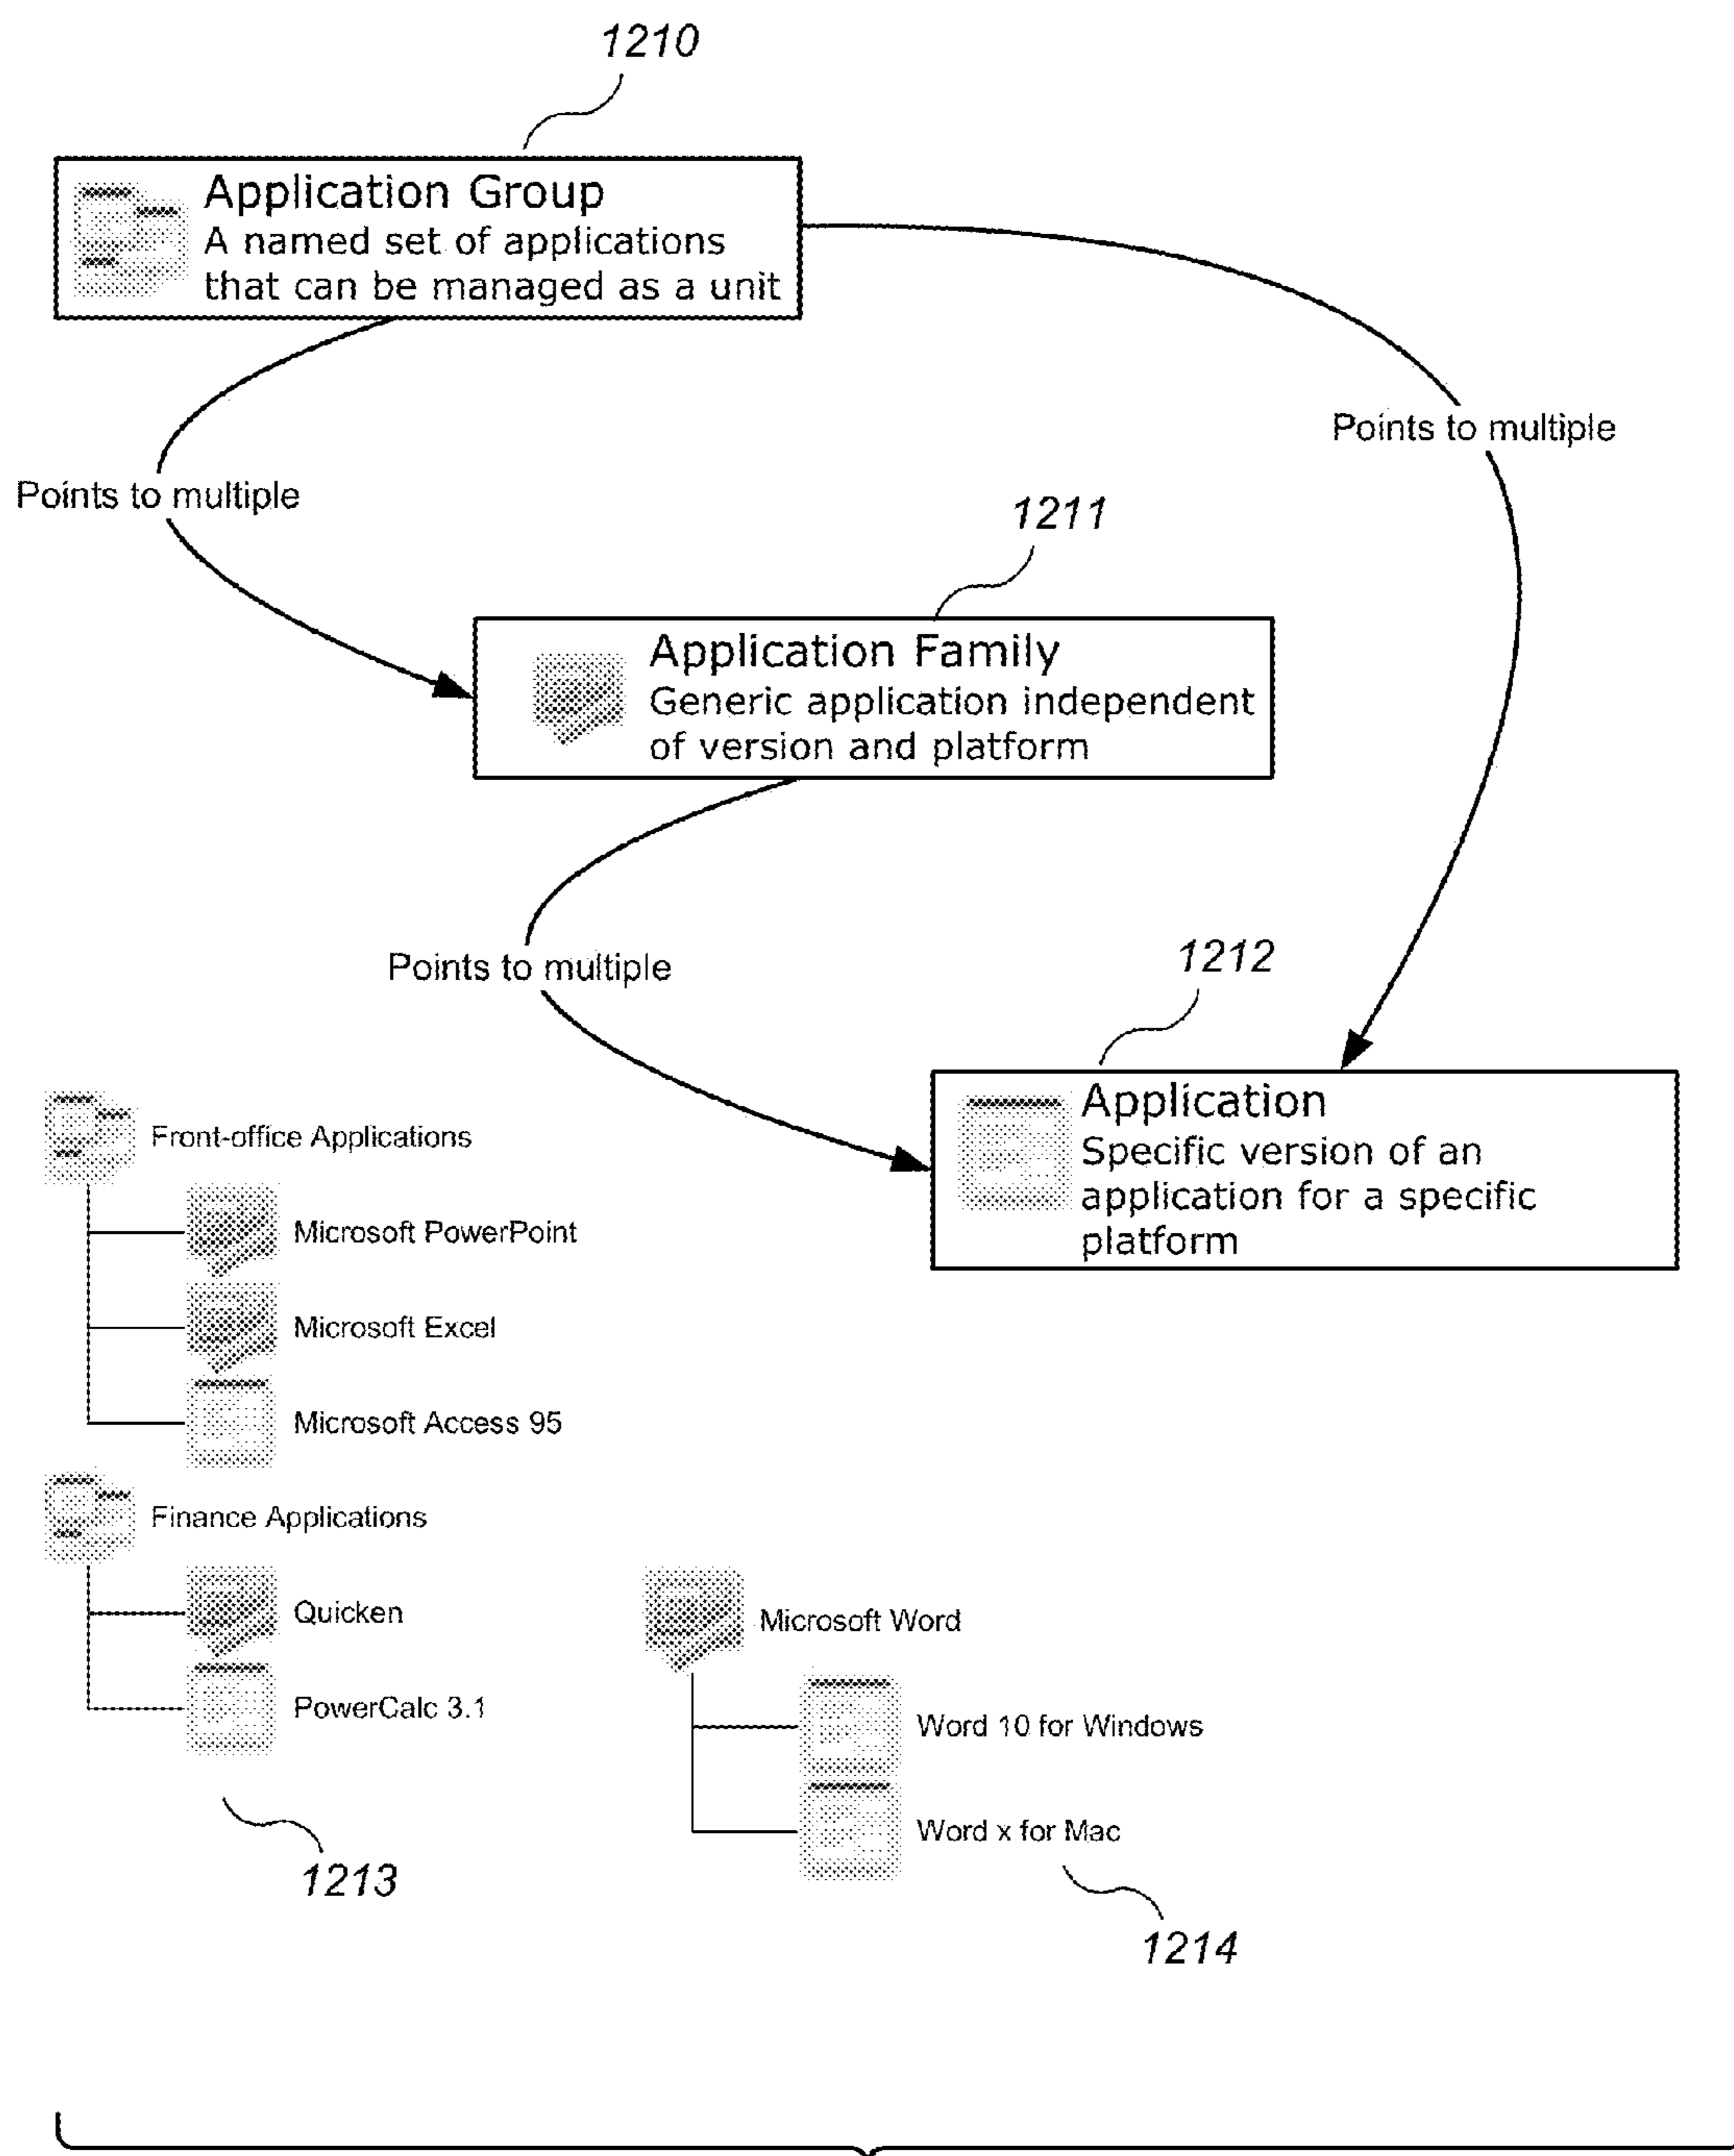 1210
Application Group
A named set of applications
that can be managed as a unit
Points to multiple
Points to multiple
1211
Application Family
Generic application independent
of version and platform
Points to multiple
1212
Application
Specific version of an
application for a specific
platform
Front-office Applications
Microsoft PowerPoint
Microsoft Excel
Microsoft Access 95
Finance Applications
Quicken
PowerCalc 3.1
1213
Microsoft Word
Word 10 for Windows
Word x for Mac
1214